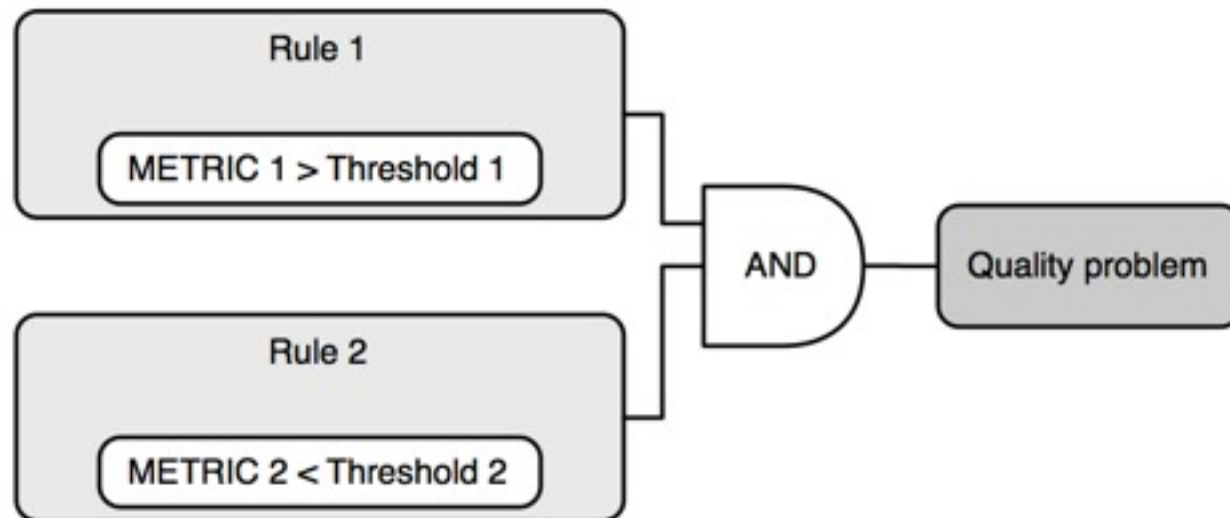 Rule 1
METRIC 1 > Threshold 1
AND
Quality problem
Rule 2
METRIC 2 < Threshold 2